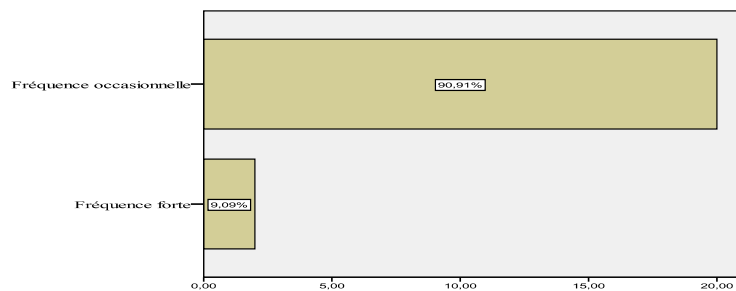 Fréquence occasionnelle
90,91%
Fréquence forte
9,09%
0,00 5,00 10,00 15,00 20,00